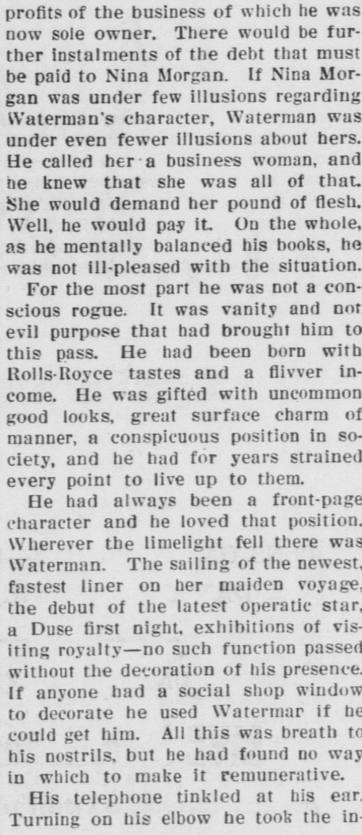 profits of the business of which he was
now sole owner. There would be fur-
ther instalments of the debt that must
be paid to Nina Morgan. If Nina Mor-
gan was under few illusions regarding
Waterman's character, Waterman was
under even fewer illusions about hers.
He called her a business woman, and
he knew that she was all of that.
She would demand her pound of flesh.
Well, he would pay it. On the whole,
as he mentally balanced his books, he
was not ill-pleased with the situation.
For the most part he was not a con-
scious rogue. It was vanity and not
evil purpose that had brought him to
this pass. He had been born with
Rolls-Royce tastes and a flivver in-
come. He was gifted with uncommon
good looks, great surface charm of
manner, a conspicuous position in so-
ciety, and he had for years strained
every point to live up to them.
He had always been a front-page
character and he loved that position.
Wherever the limelight fell there was
Waterman. The sailing of the newest,
fastest liner on her maiden voyage,
the debut of the latest operatic star,
a Duse first night, exhibitions of vis-
iting royalty—no such function passed
without the decoration of his presence.
If anyone had a social shop window
to decorate he used Watermar if he
could get him. All this was breath to
his nostrils, but he had found no way
in which to make it remunerative.
His telephone tinkled at his ear.
Turning on his elbow he took the in-